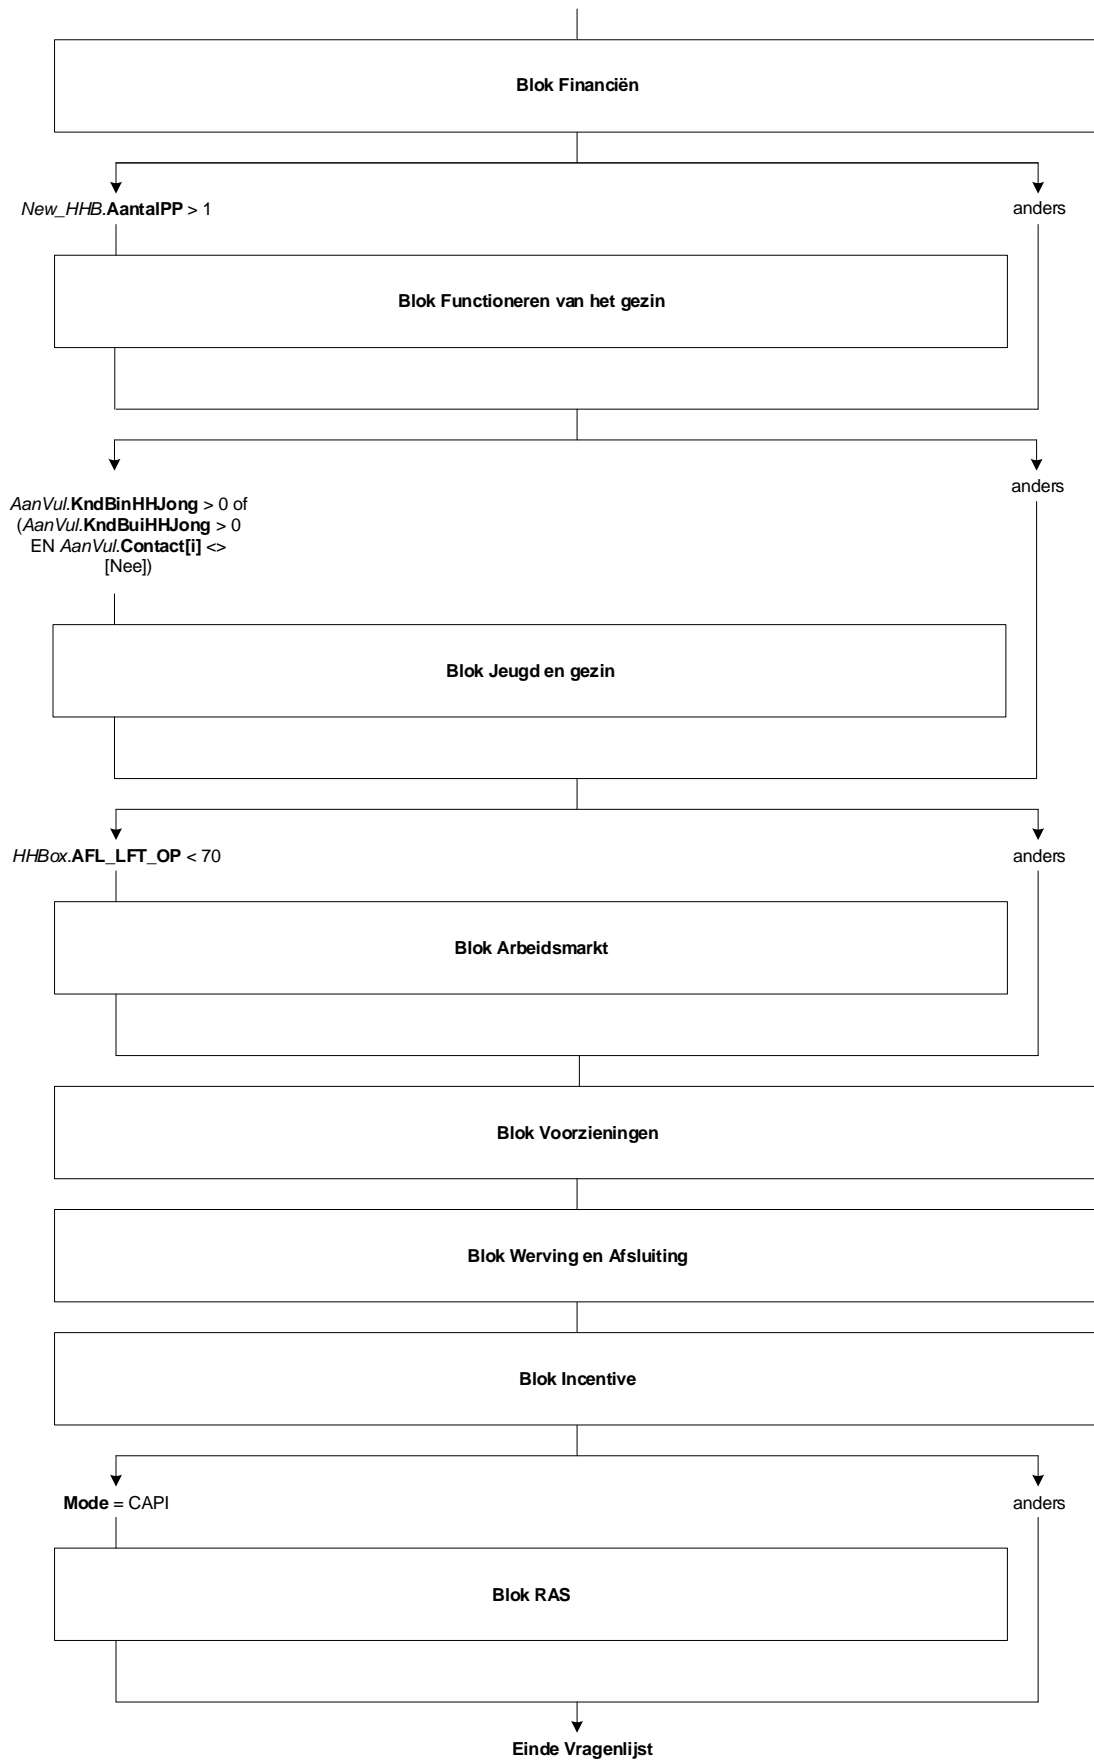 Blok Financiën
New_HHB.AantalPP > 1
anders
Blok Functioneren van het gezin
AanVul.KndBinHHJong > 0 of
(AanVul.KndBuiHHJong > 0
EN AanVul.Contact[i] <>
[Nee])
anders
Blok Jeugd en gezin
HHBox.AFL_LFT_OP < 70
anders
Blok Arbeidsmarkt
Blok Voorzieningen
Blok Werving en Afsluiting
Blok Incentive
Mode = CAPI
anders
Blok RAS
Einde Vragenlijst